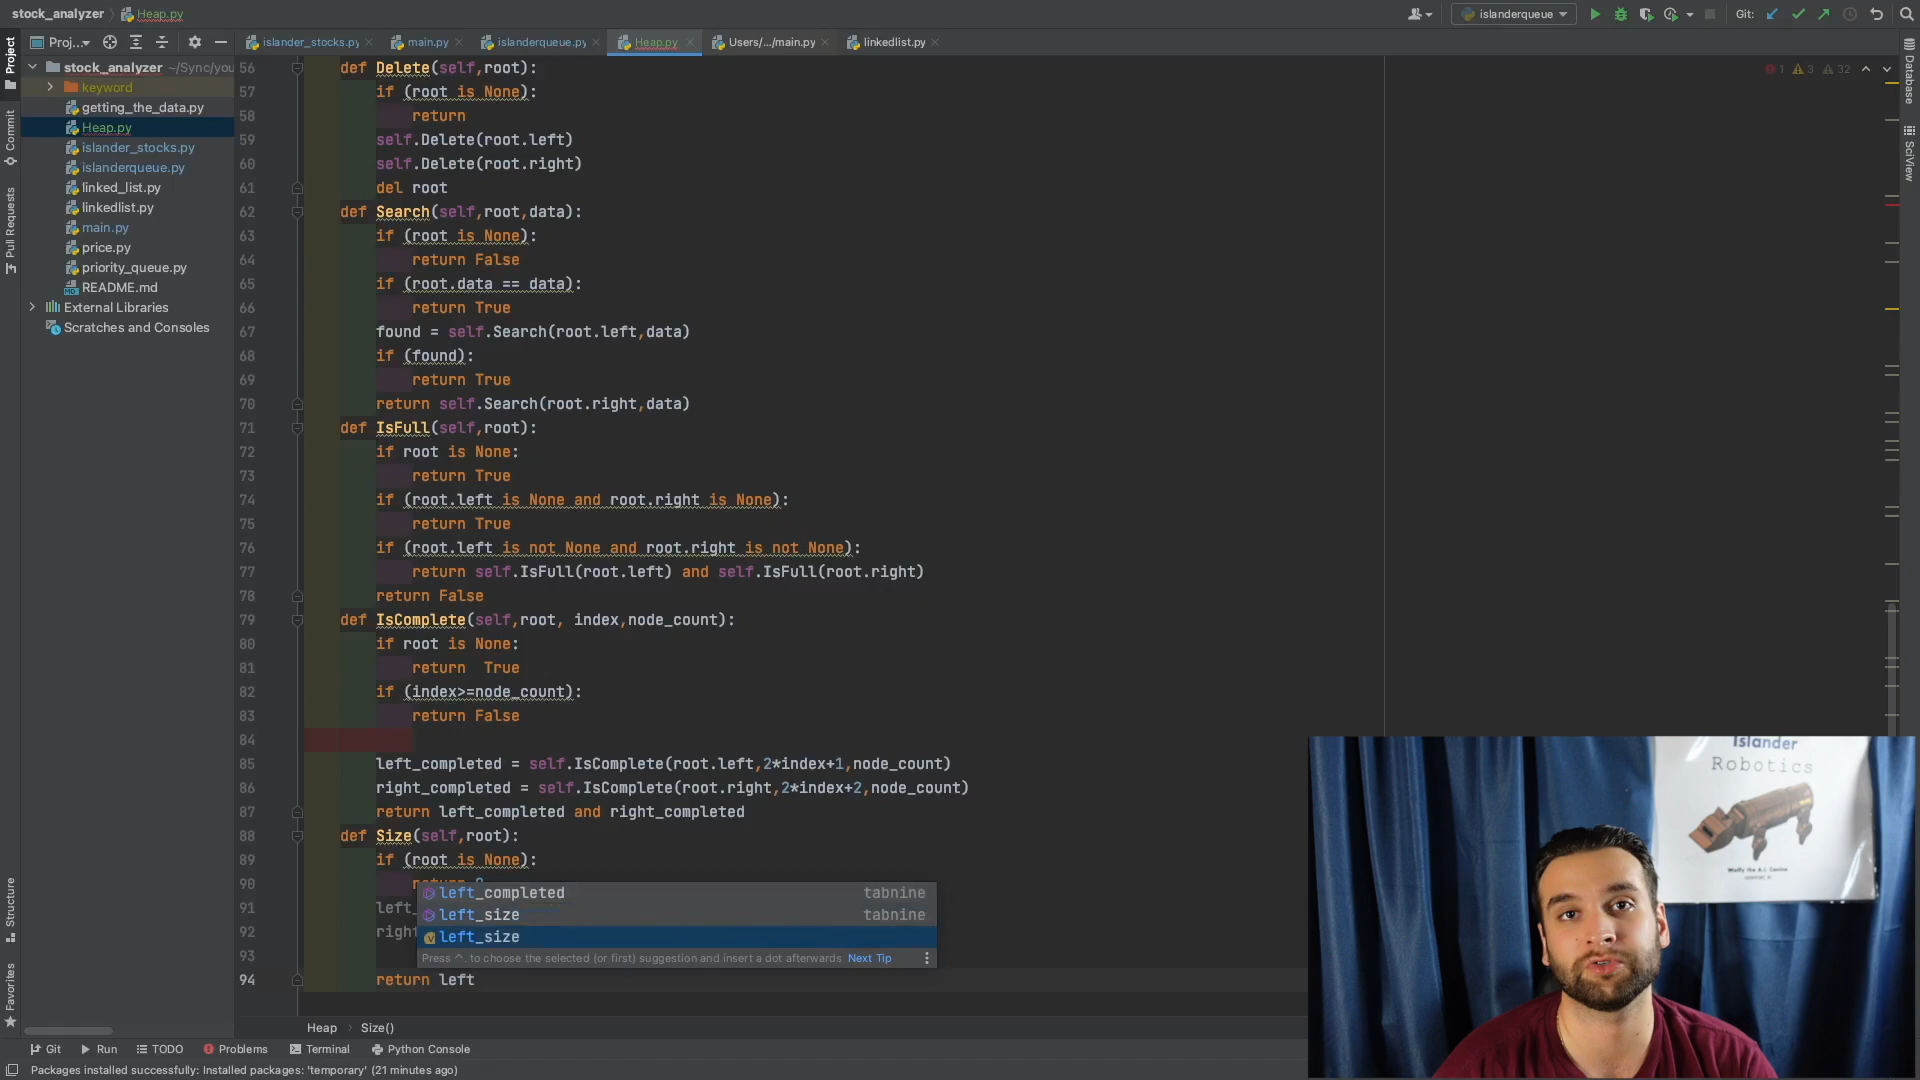 stock_analyzer Heap.py
islanderqueue Git:
Proj... islander_stocks.py main.py islanderqueue.py Heap.py Users/.../main.py linkedlist.py
stock_analyzer ~/Sync/you
keyword
getting_the_data.py
Heap.py
islander_stocks.py
islanderqueue.py
linked_list.py
linkedlist.py
main.py
price.py
priority_queue.py
README.md
External Libraries
Scratches and Consoles
Project
Commit
Pull Requests
Structure
Favorites
Database
SciView
1 3 32
56 def Delete(self,root):
57 if (root is None):
58 return
59 self.Delete(root.left)
60 self.Delete(root.right)
61 del root
62 def Search(self,root,data):
63 if (root is None):
64 return False
65 if (root.data == data):
66 return True
67 found = self.Search(root.left,data)
68 if (found):
69 return True
70 return self.Search(root.right,data)
71 def IsFull(self,root):
72 if root is None:
73 return True
74 if (root.left is None and root.right is None):
75 return True
76 if (root.left is not None and root.right is not None):
77 return self.IsFull(root.left) and self.IsFull(root.right)
78 return False
79 def IsComplete(self,root, index,node_count):
80 if root is None:
81 return  True
82 if (index>=node_count):
83 return False
84
85 left_completed = self.IsComplete(root.left,2*index+1,node_count)
86 right_completed = self.IsComplete(root.right,2*index+2,node_count)
87 return left_completed and right_completed
88 def Size(self,root):
89 if (root is None):
90 return
91 left_
92 right
93
94 return left
left_completed tabnine
left_size tabnine
left_size
Press ^. to choose the selected (or first) suggestion and insert a dot afterwards Next Tip
Islander
Robotics
Heap Size()
Git Run TODO Problems Terminal Python Console
Packages installed successfully: Installed packages: 'temporary' (21 minutes ago)